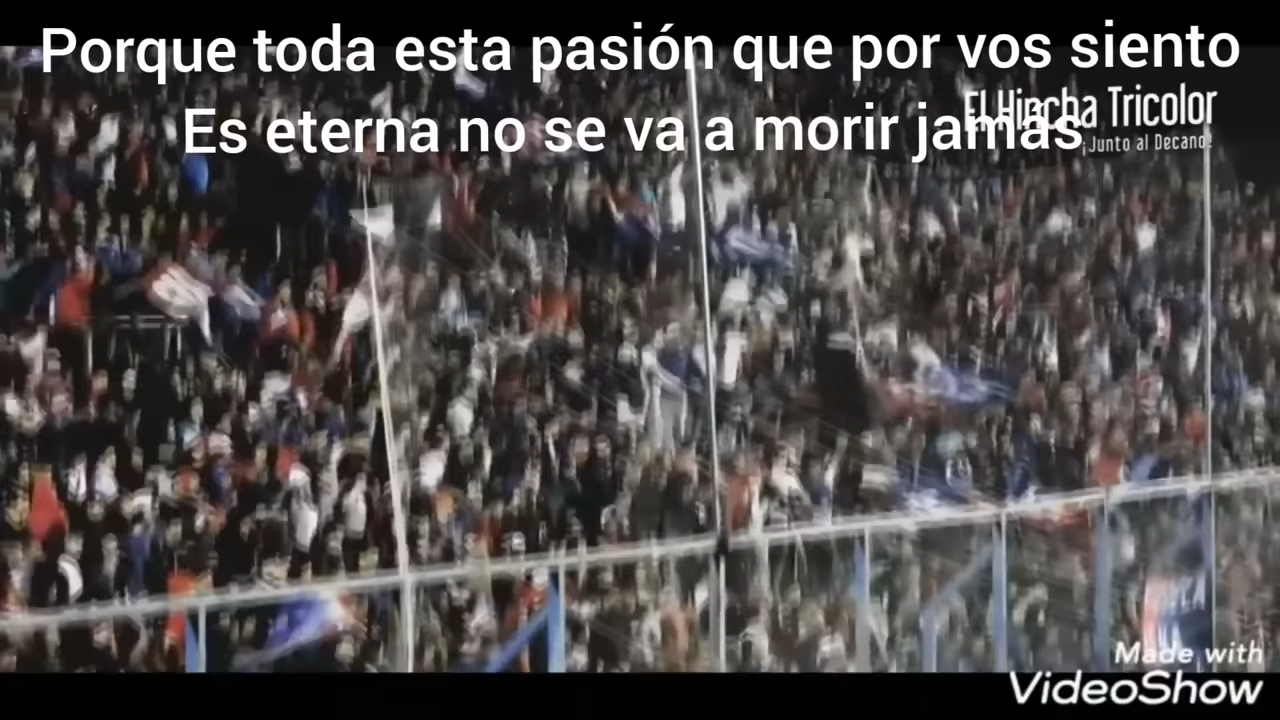 Porque toda esta pasión que por vos siento
Es eterna no se va a morir jamás
El Hincha Tricolor
¡Junto al Decano!
Made with
VideoShow